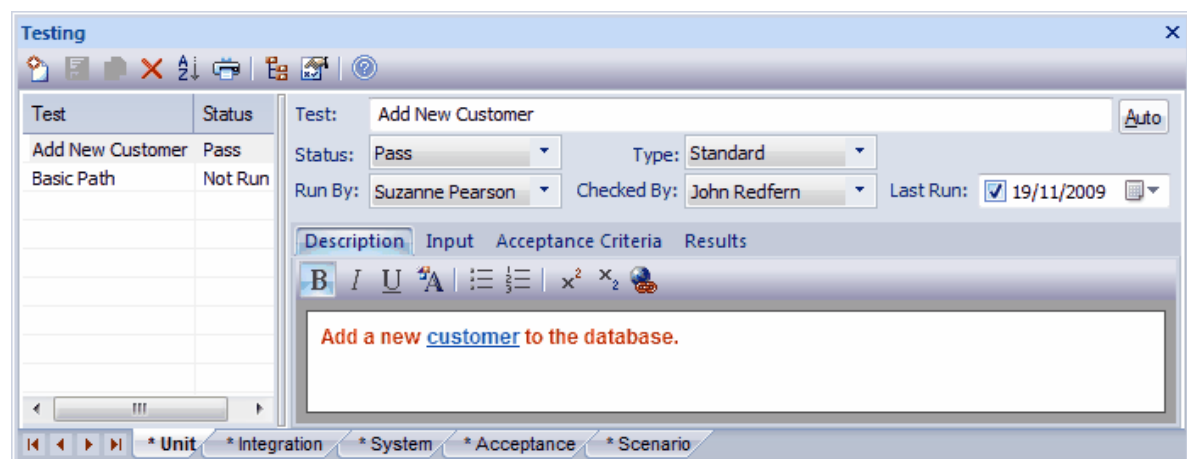 Testing
Test Status
Add New Customer Pass
Basic Path Not Run
Test: Add New Customer Auto
Status: Pass Type: Standard
Run By: Suzanne Pearson Checked By: John Redfern Last Run: 19/11/2009
Description Input Acceptance Criteria Results
B I U A x² x₂
Add a new customer to the database.
* Unit * Integration * System * Acceptance * Scenario